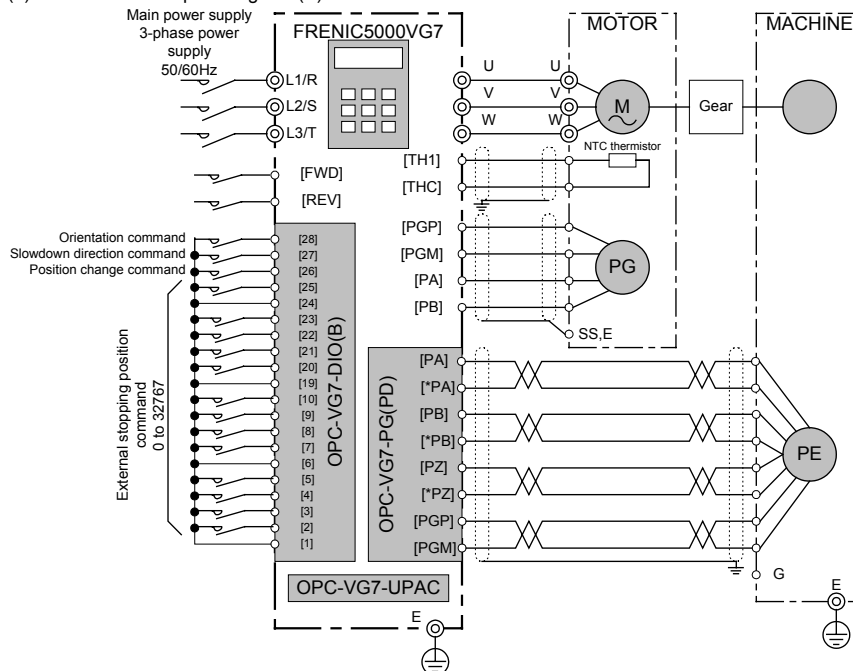 Main power supply
3-phase power
supply
50/60Hz
FRENIC5000VG7
MOTOR
MACHINE
L1/R
L2/S
L3/T
U
V
W
U
V
W
M
Gear
NTC thermistor
[FWD]
[REV]
[TH1]
[THC]
[PGP]
[PGM]
[PA]
[PB]
PG
SS,E
Orientation command
Slowdown direction command
Position change command
External stopping position
command
0 to 32767
[28]
[27]
[26]
[25]
[24]
[23]
[22]
[21]
[20]
[19]
[10]
[9]
[8]
[7]
[6]
[5]
[4]
[3]
[2]
[1]
OPC-VG7-DIO(B)
OPC-VG7-PG(PD)
[PA]
[*PA]
[PB]
[*PB]
[PZ]
[*PZ]
[PGP]
[PGM]
PE
G
E
OPC-VG7-UPAC
E